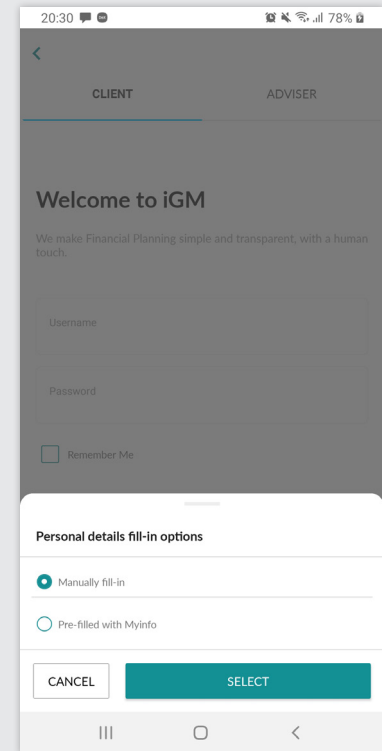 20:30
78%
CLIENT
ADVISER
Welcome to iGM
We make Financial Planning simple and transparent, with a human
touch.
Username
Password
Remember Me
Personal details fill-in options
Manually fill-in
Pre-filled with Myinfo
CANCEL
SELECT